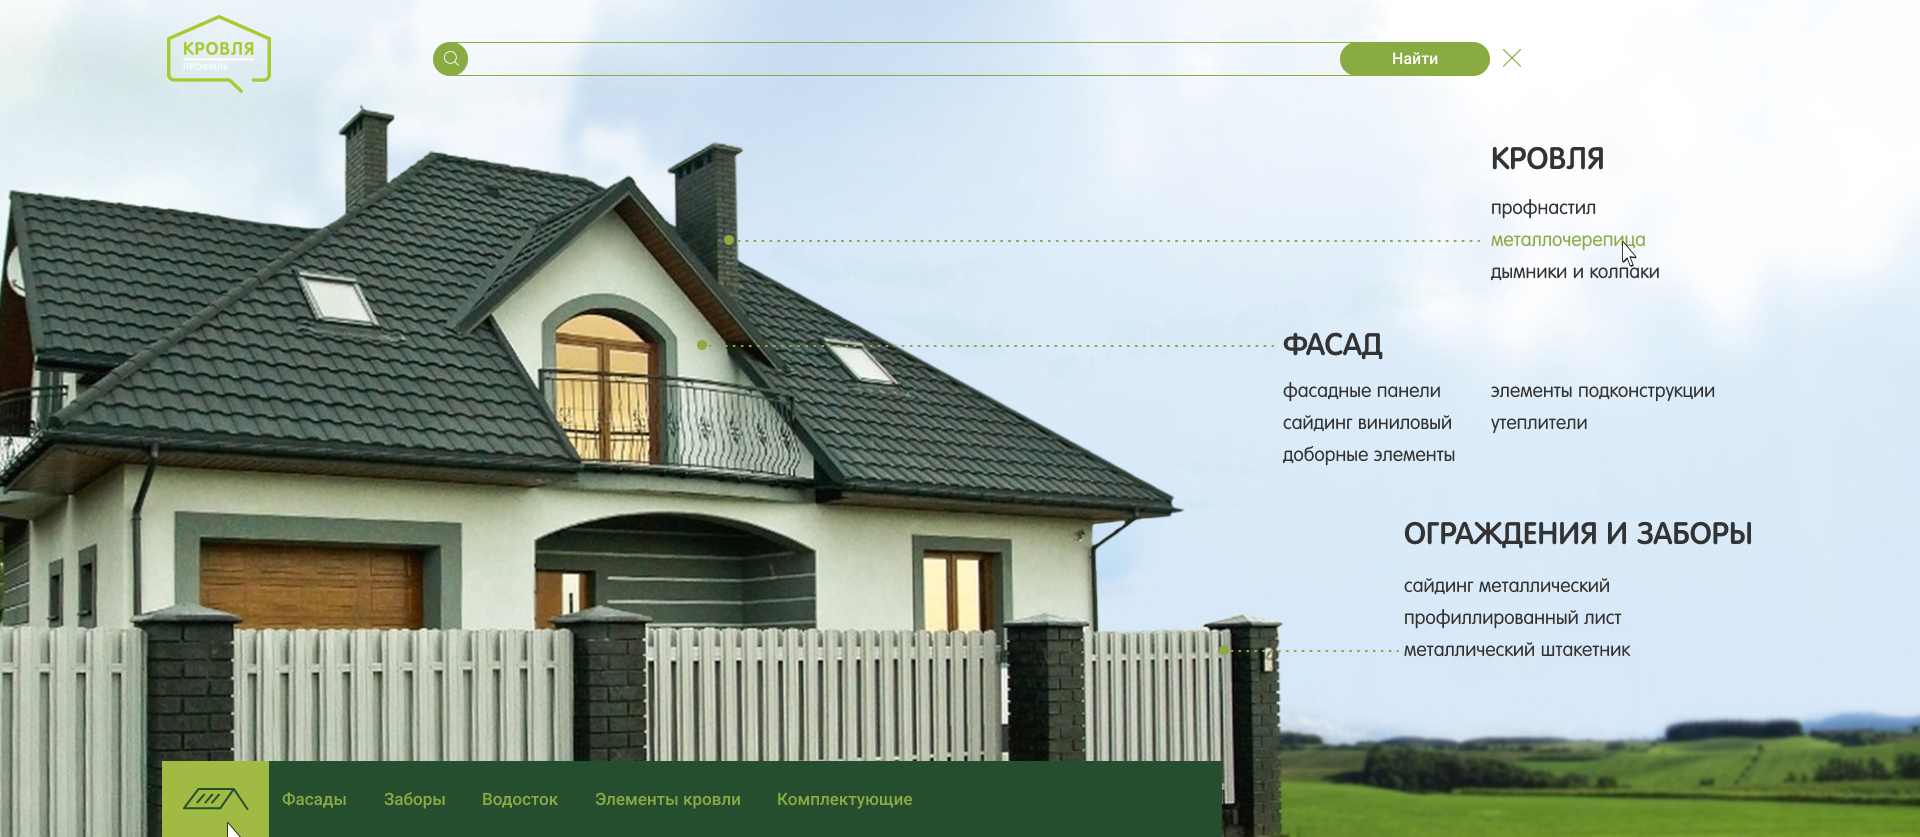 КРОВЛЯ
ПРОФИЛЬ
Найти
КРОВЛЯ
профнастил
металлочерепица
дымники и колпаки
ФАСАД
фасадные панели
сайдинг виниловый
доборные элементы
элементы подконструкции
утеплители
ОГРАЖДЕНИЯ И ЗАБОРЫ
сайдинг металлический
профиллированный лист
металлический штакетник
Фасады
Заборы
Водосток
Элементы кровли
Комплектующие